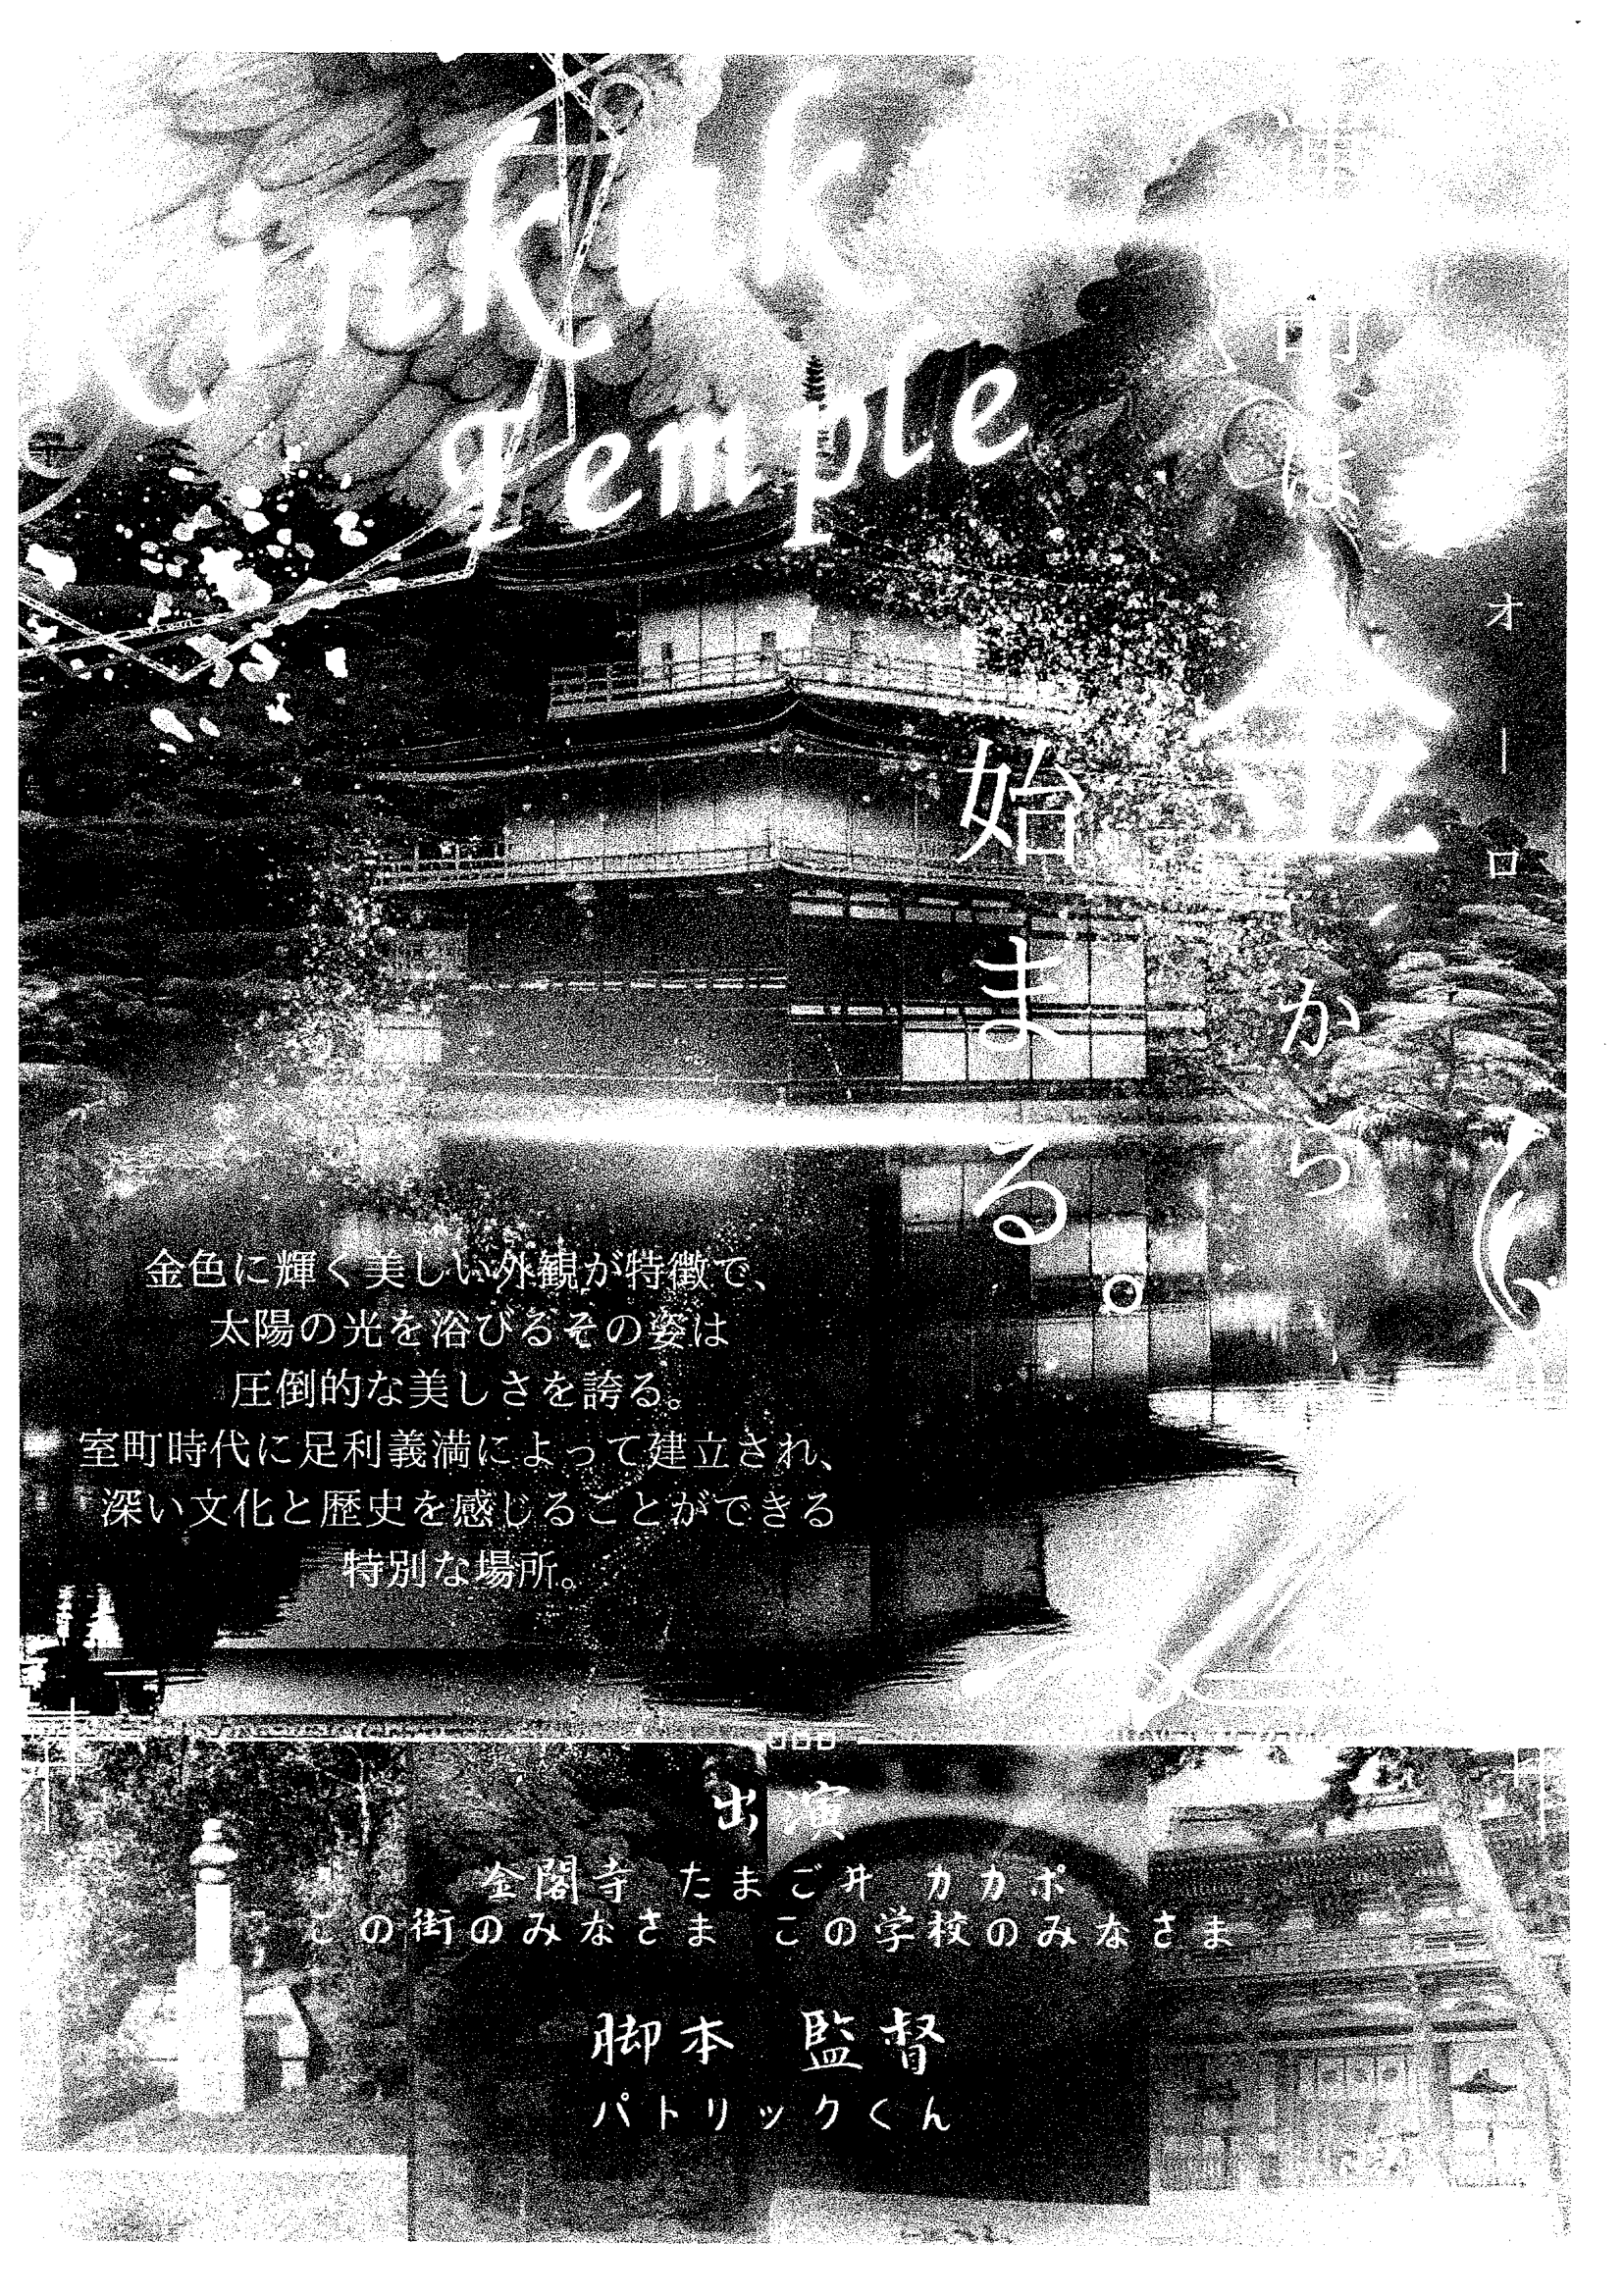 Kinkak
Temple
命は
金から
始まる。
オーロ
金色に輝く美しい外観が特徴で、
太陽の光を浴びるその姿は
圧倒的な美しさを誇る。
室町時代に足利義満によって建立され、
深い文化と歴史を感じることができる
特別な場所。
出演
金閣寺 たまご丼 カカポ
この街のみなさま この学校のみなさま
脚本 監督
パトリックくん